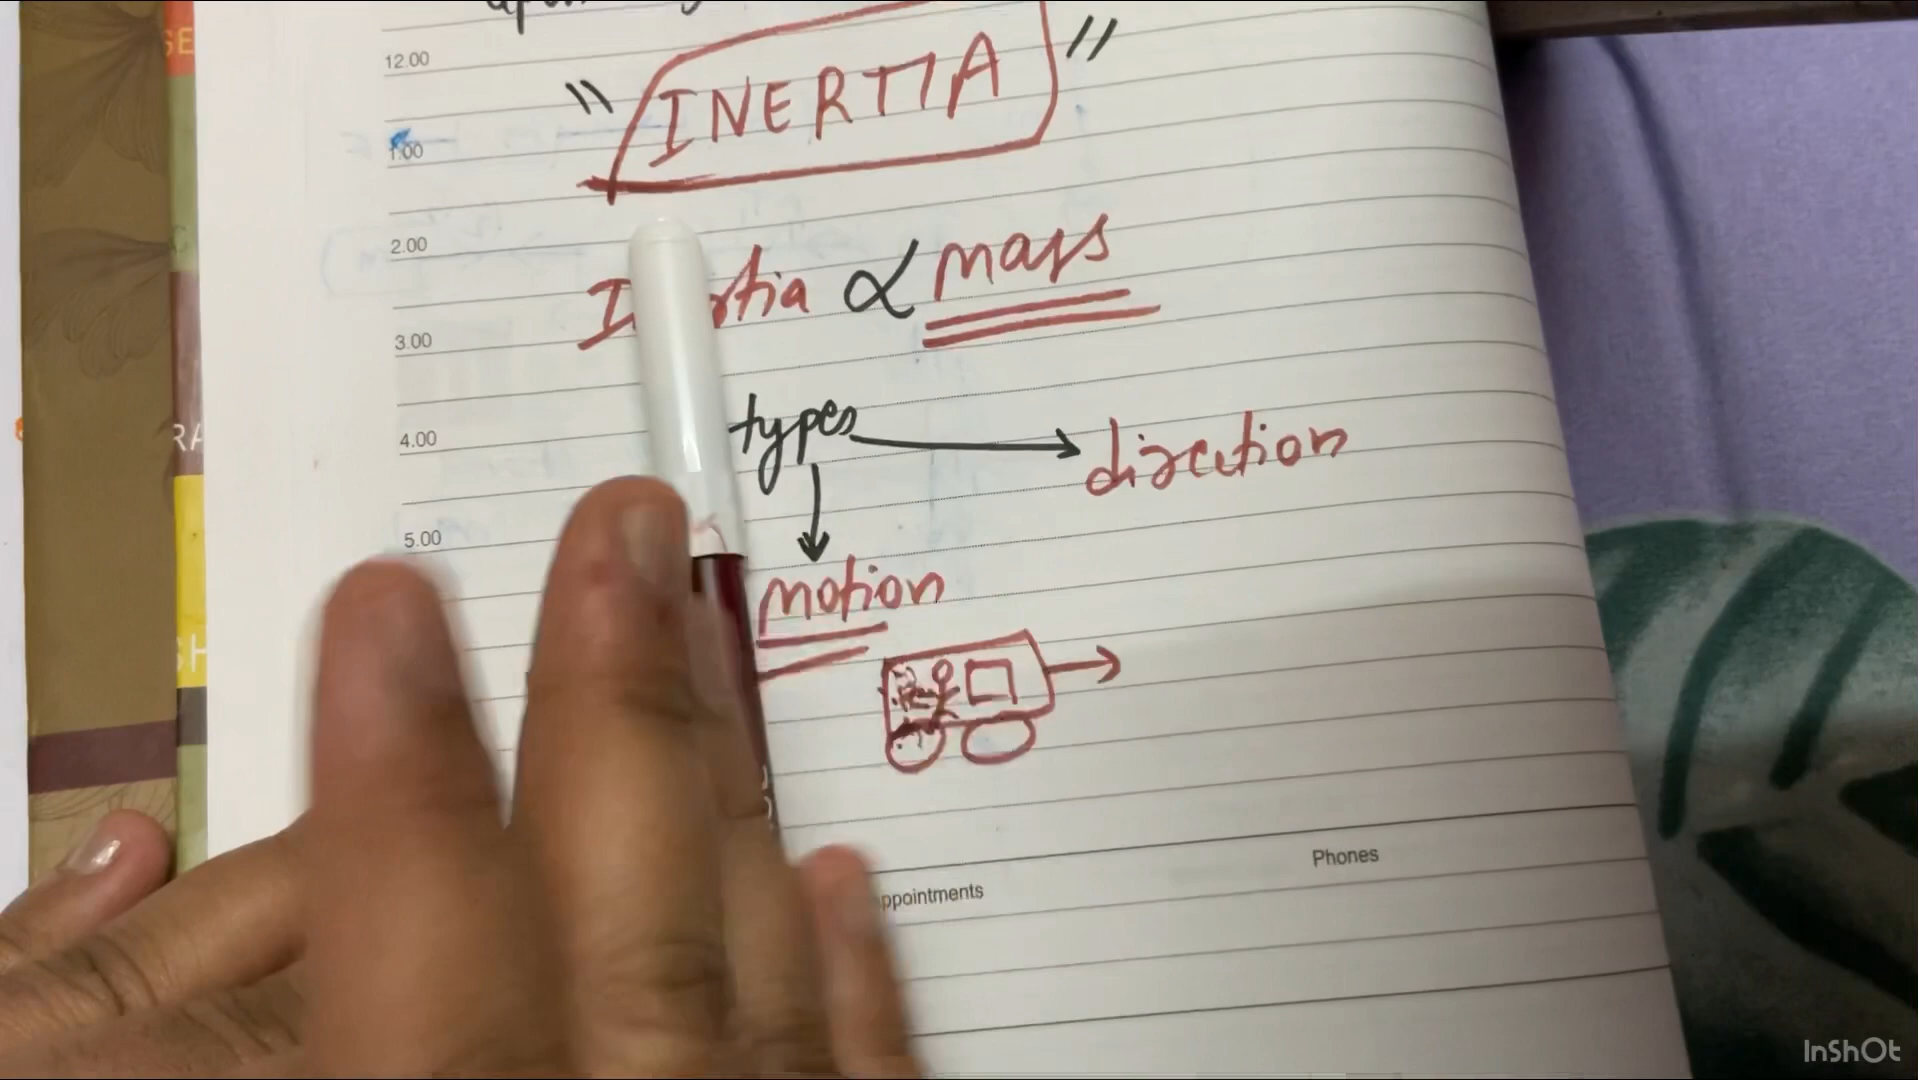 12.00
" INERTIA "
1.00
2.00
Inertia ∝ mass
3.00
types → direction
4.00
5.00
motion
Phones
ppointments
InShOt